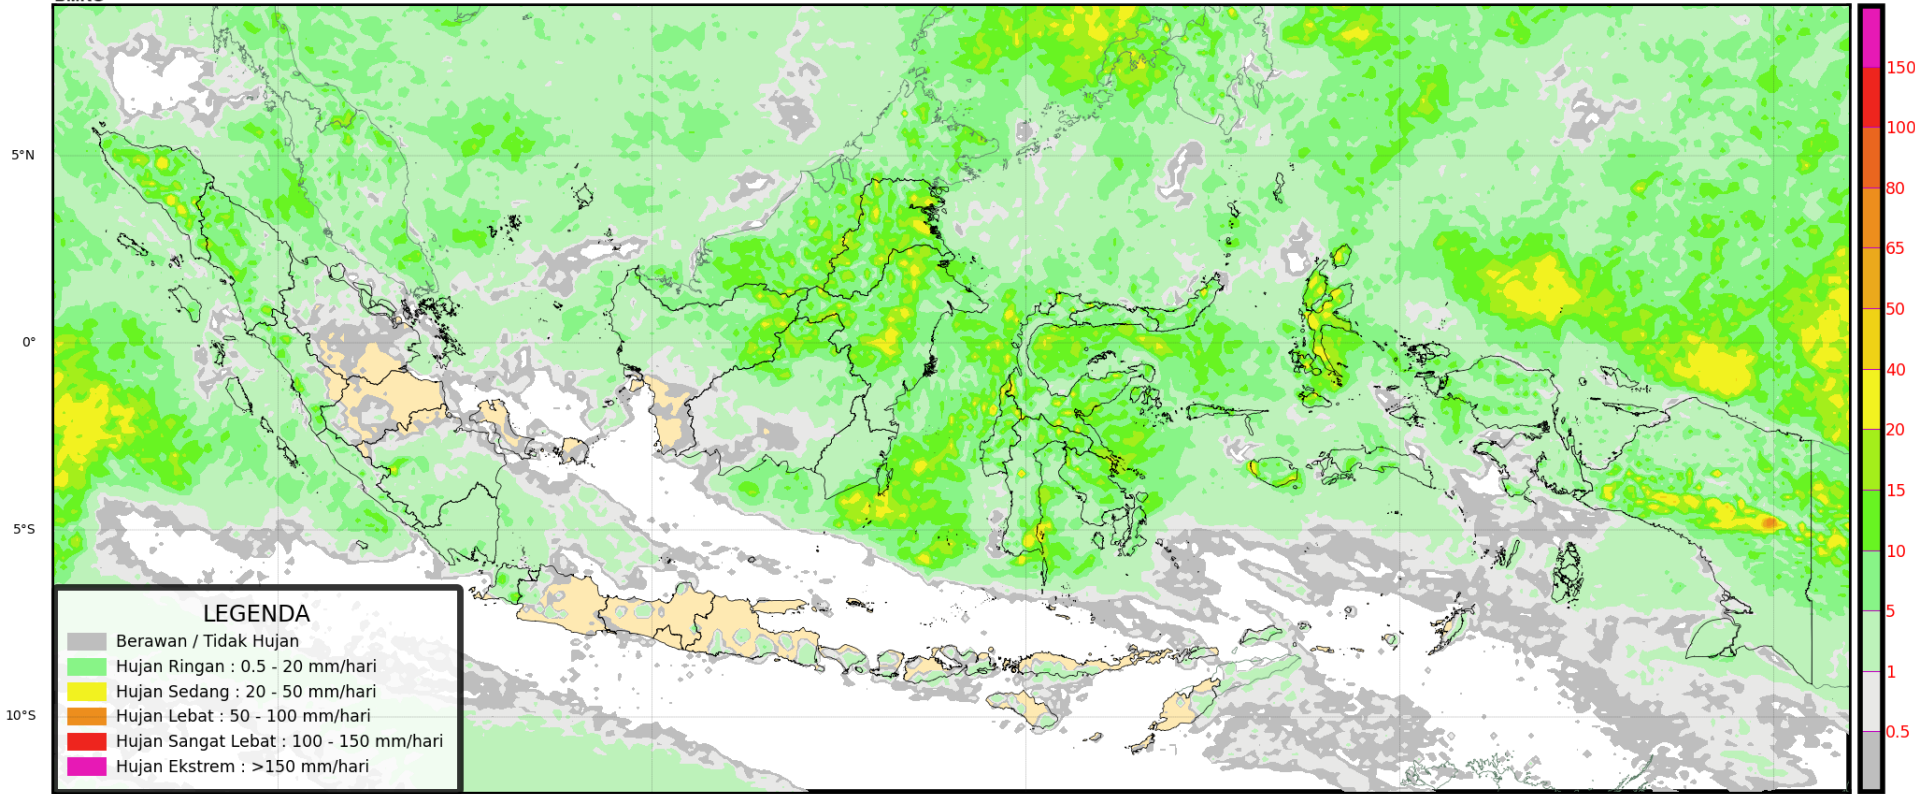 5°N
0°
5°S
10°S
LEGENDA
Berawan / Tidak Hujan
Hujan Ringan : 0.5 - 20 mm/hari
Hujan Sedang : 20 - 50 mm/hari
Hujan Lebat : 50 - 100 mm/hari
Hujan Sangat Lebat : 100 - 150 mm/hari
Hujan Ekstrem : >150 mm/hari
150
100
80
65
50
40
20
15
10
5
1
0.5